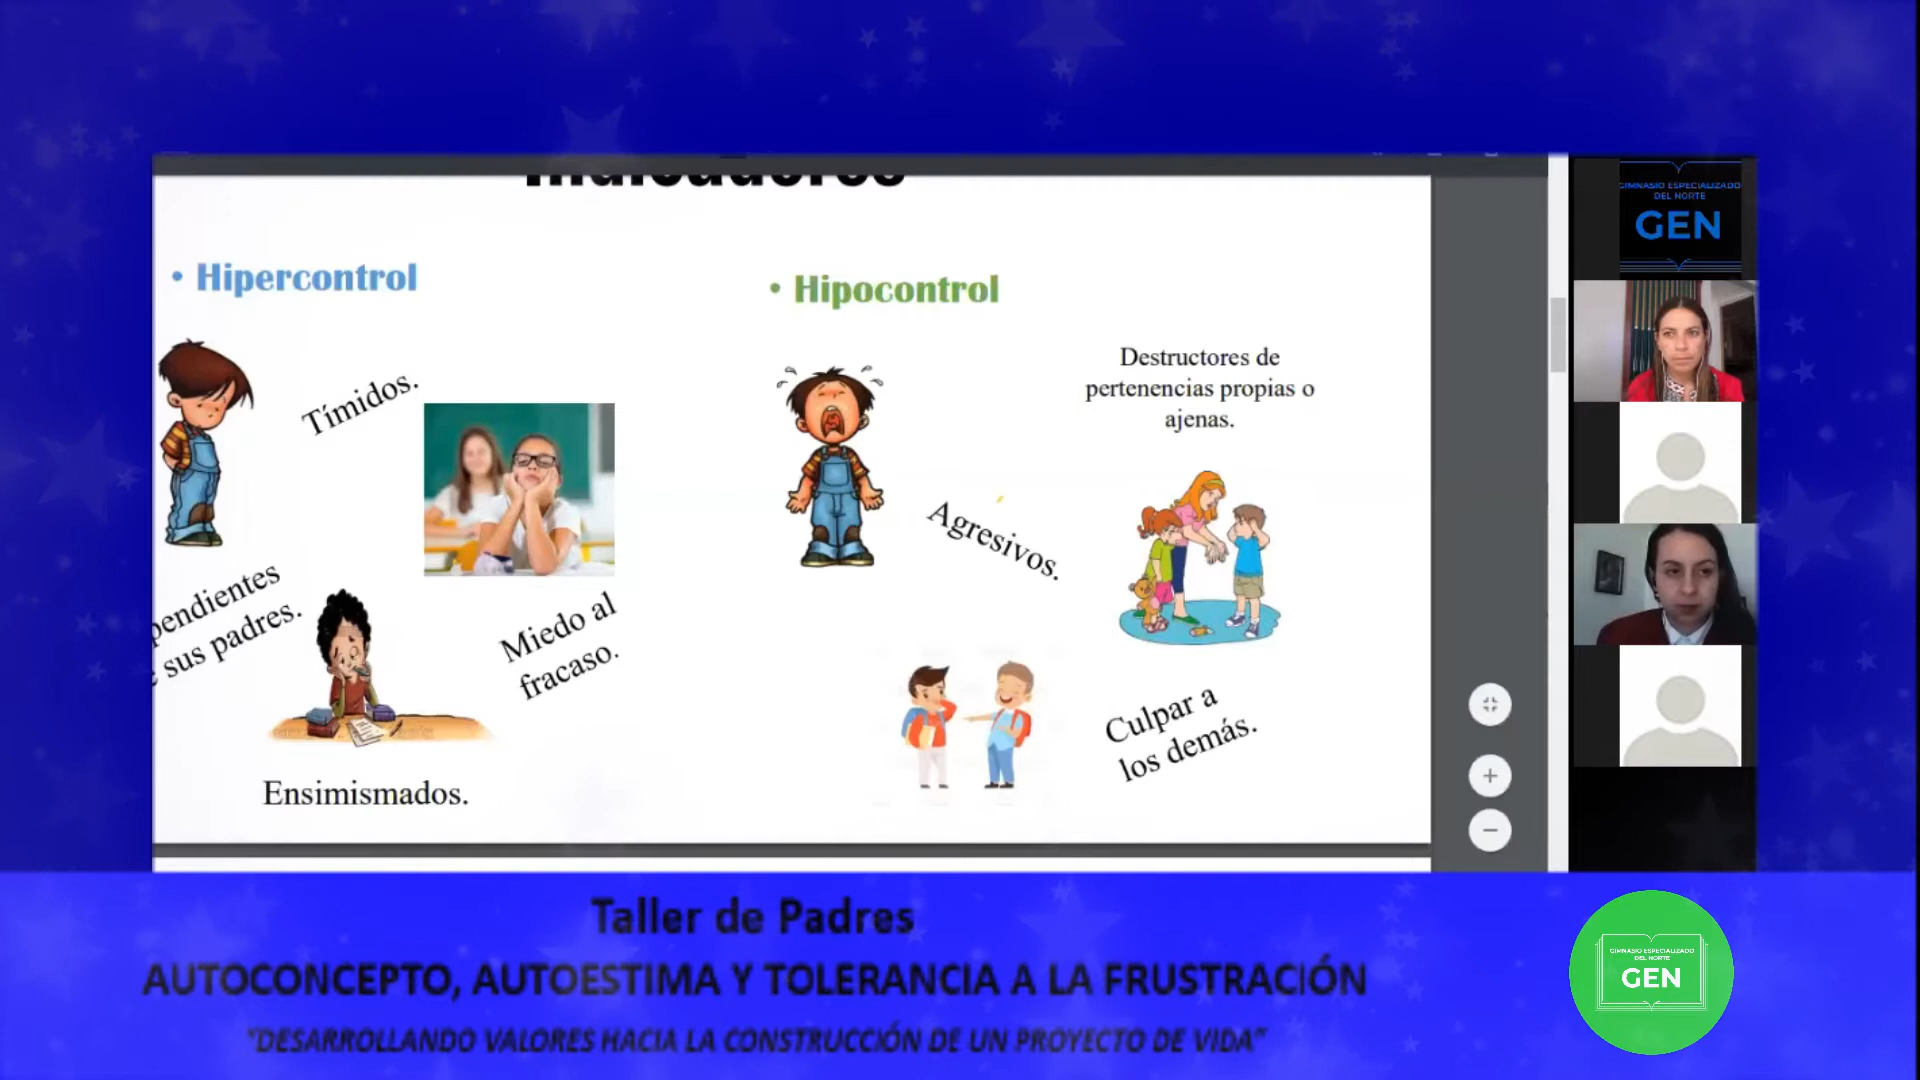 Indicadores
• Hipercontrol
• Hipocontrol
Tímidos.
pendientes
sus padres.
Miedo al
fracaso.
Ensimismados.
Destructores de
pertenencias propias o
ajenas.
Agresivos.
Culpar a
los demás.
GIMNASIO ESPECIALIZADO
DEL NORTE
GEN
Taller de Padres
AUTOCONCEPTO, AUTOESTIMA Y TOLERANCIA A LA FRUSTRACIÓN
"DESARROLLANDO VALORES HACIA LA CONSTRUCCIÓN DE UN PROYECTO DE VIDA"
GIMNASIO ESPECIALIZADO
DEL NORTE
GEN